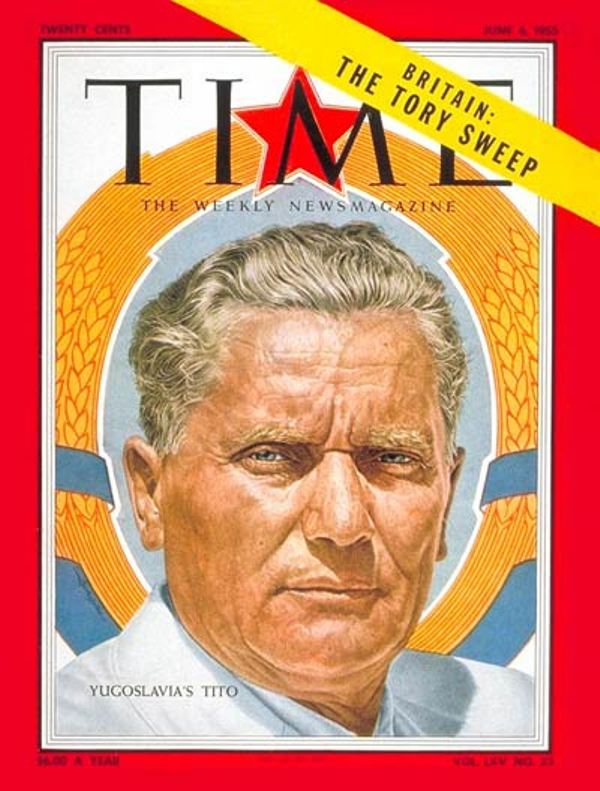 TWENTY CENTS
JUNE 6, 1955
BRITAIN:
THE TORY SWEEP
TIME
THE WEEKLY NEWSMAGAZINE
YUGOSLAVIA'S TITO
$6.00 A YEAR
VOL. LXV NO. 23